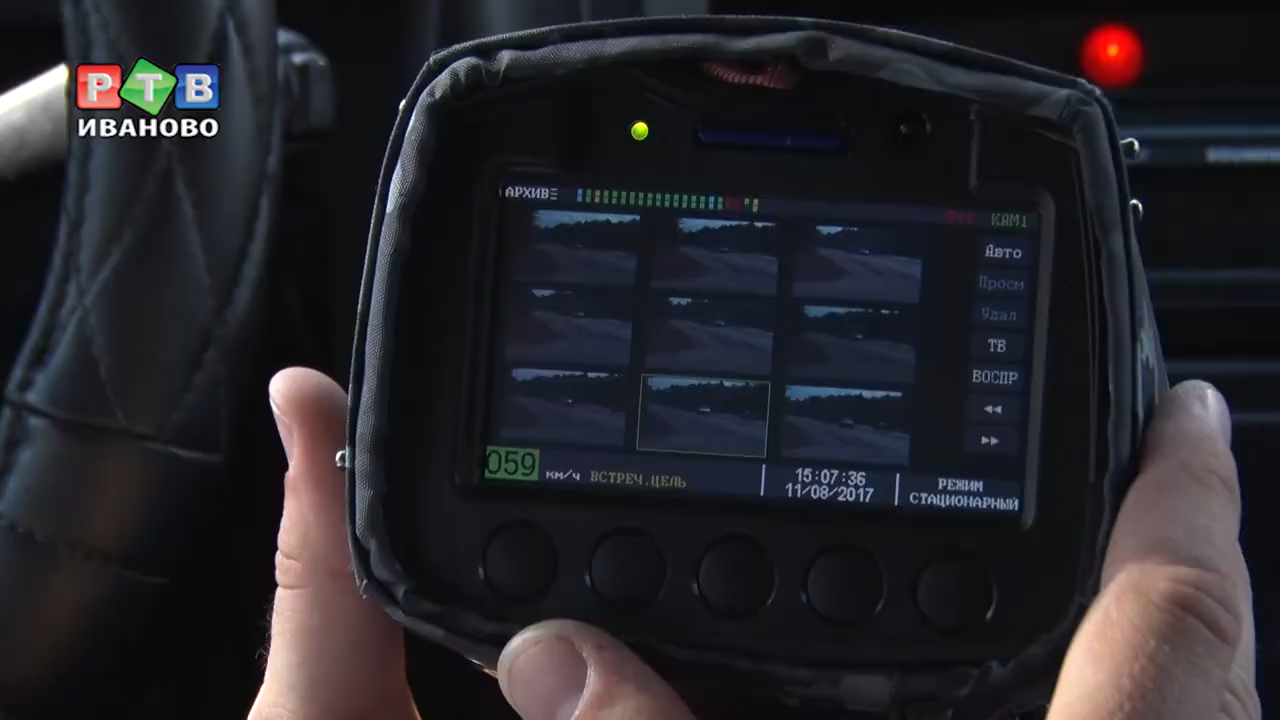 РТВ
ИВАНОВО
АРХИВ
КАМ1
Авто
Просм
Удал
ТВ
ВОСПР
059 км/ч ВСТРЕЧ.ЦЕЛЬ
15:07:36
11/08/2017
РЕЖИМ
СТАЦИОНАРНЫЙ